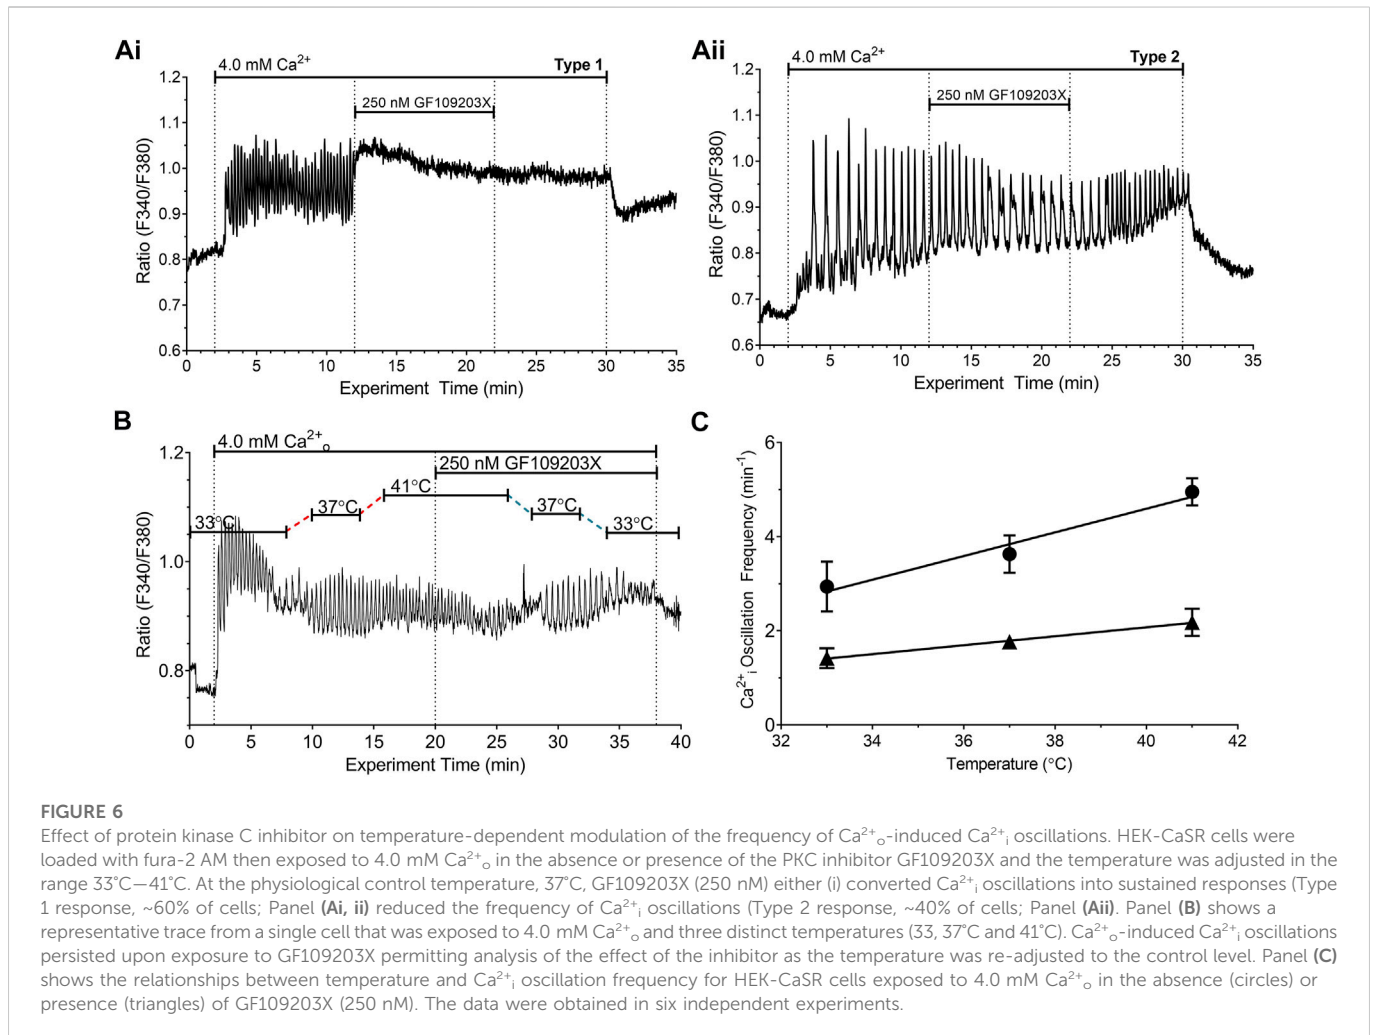 Ai
4.0 mM Ca2+
Type 1
250 nM GF109203X
1.2
1.1
1.0
0.9
0.8
0.7
0.6
Ratio (F340/F380)
0 5 10 15 20 25 30 35
Experiment Time (min)
Aii
4.0 mM Ca2+
Type 2
250 nM GF109203X
1.2
1.1
1.0
0.9
0.8
0.7
0.6
Ratio (F340/F380)
0 5 10 15 20 25 30 35
Experiment Time (min)
B
4.0 mM Ca2+o
250 nM GF109203X
33°C
37°C
41°C
37°C
33°C
1.2
1.0
0.8
Ratio (F340/F380)
0 5 10 15 20 25 30 35 40
Experiment Time (min)
C
6
4
2
0
Ca2+i Oscillation Frequency (min-1)
32 34 36 38 40 42
Temperature (°C)
FIGURE 6
Effect of protein kinase C inhibitor on temperature-dependent modulation of the frequency of Ca2+o-induced Ca2+i oscillations. HEK-CaSR cells were
loaded with fura-2 AM then exposed to 4.0 mM Ca2+o in the absence or presence of the PKC inhibitor GF109203X and the temperature was adjusted in the
range 33°C—41°C. At the physiological control temperature, 37°C, GF109203X (250 nM) either (i) converted Ca2+i oscillations into sustained responses (Type
1 response, ~60% of cells; Panel (Ai, ii) reduced the frequency of Ca2+i oscillations (Type 2 response, ~40% of cells; Panel (Aii). Panel (B) shows a
representative trace from a single cell that was exposed to 4.0 mM Ca2+o and three distinct temperatures (33, 37°C and 41°C). Ca2+o-induced Ca2+i oscillations
persisted upon exposure to GF109203X permitting analysis of the effect of the inhibitor as the temperature was re-adjusted to the control level. Panel (C)
shows the relationships between temperature and Ca2+i oscillation frequency for HEK-CaSR cells exposed to 4.0 mM Ca2+o in the absence (circles) or
presence (triangles) of GF109203X (250 nM). The data were obtained in six independent experiments.